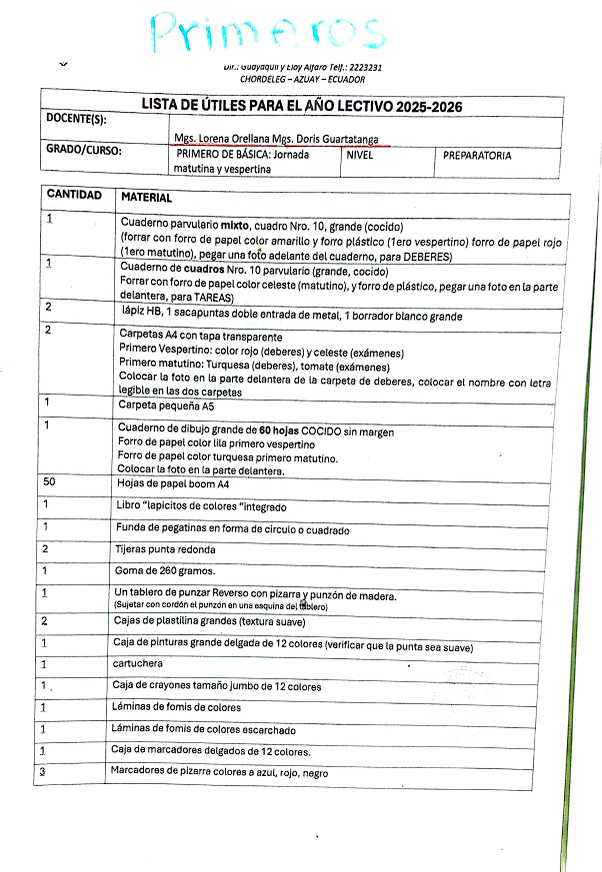 Primeros
Dir.: Guayaquil y Eloy Alfaro Telf.: 2223231
CHORDELEG – AZUAY – ECUADOR
LISTA DE ÚTILES PARA EL AÑO LECTIVO 2025-2026
DOCENTE(S):
Mgs. Lorena Orellana Mgs. Doris Guartatanga
GRADO/CURSO: PRIMERO DE BÁSICA: Jornada NIVEL PREPARATORIA
matutina y vespertina
CANTIDAD MATERIAL
1 Cuaderno parvulario mixto, cuadro Nro. 10, grande (cocido)
(forrar con forro de papel color amarillo y forro plástico (1ero vespertino) forro de papel rojo
(1ero matutino), pegar una foto adelante del cuaderno, para DEBERES)
1 Cuaderno de cuadros Nro. 10 parvulario (grande, cocido)
Forrar con forro de papel color celeste (matutino), y forro de plástico, pegar una foto en la parte
delantera, para TAREAS)
2 lápiz HB, 1 sacapuntas doble entrada de metal, 1 borrador blanco grande
2 Carpetas A4 con tapa transparente
Primero Vespertino: color rojo (deberes) y celeste (exámenes)
Primero matutino: Turquesa (deberes), tomate (exámenes)
Colocar la foto en la parte delantera de la carpeta de deberes, colocar el nombre con letra
legible en las dos carpetas
1 Carpeta pequeña A5
1 Cuaderno de dibujo grande de 60 hojas COCIDO sin margen
Forro de papel color lila primero vespertino
Forro de papel color turquesa primero matutino.
Colocar la foto en la parte delantera.
50 Hojas de papel boom A4
1 Libro "lapicitos de colores "integrado
1 Funda de pegatinas en forma de circulo o cuadrado
2 Tijeras punta redonda
1 Goma de 260 gramos.
1 Un tablero de punzar Reverso con pizarra y punzón de madera.
(Sujetar con cordón el punzón en una esquina del tablero)
2 Cajas de plastilina grandes (textura suave)
1 Caja de pinturas grande delgada de 12 colores (verificar que la punta sea suave)
1 cartuchera
1 Caja de crayones tamaño jumbo de 12 colores
1 Láminas de fomis de colores
1 Láminas de fomis de colores escarchado
1 Caja de marcadores delgados de 12 colores.
3 Marcadores de pizarra colores a azul, rojo, negro